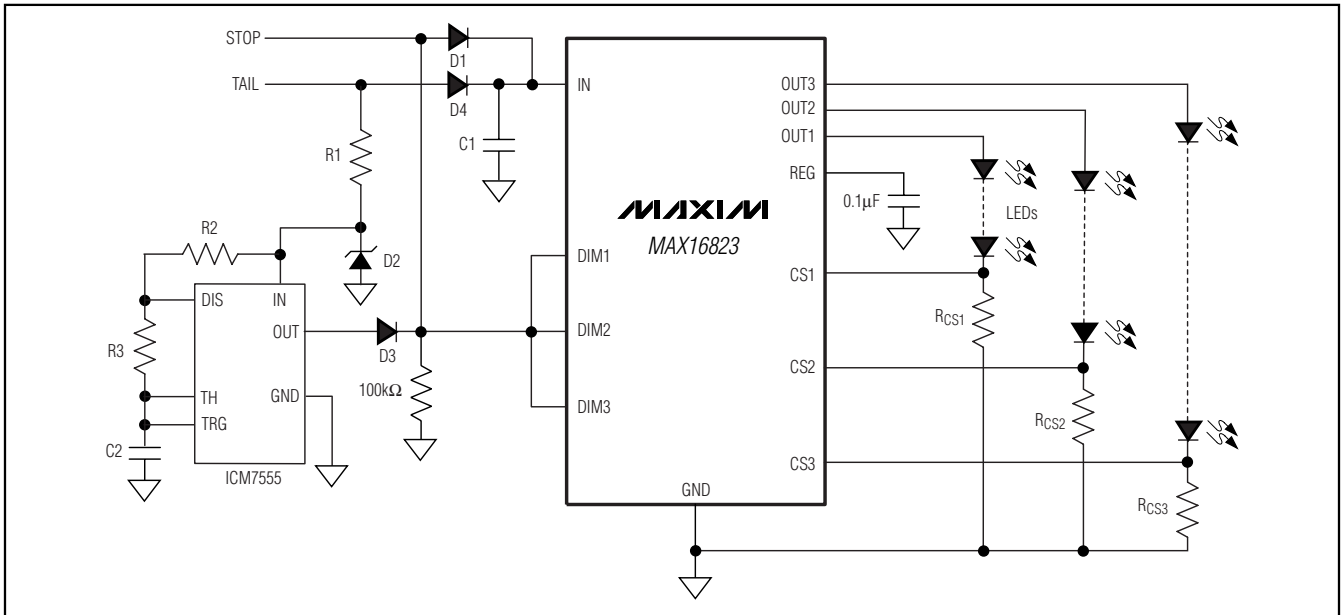 STOP
D1
TAIL
D4
C1
R1
R2
D2
DIS
IN
OUT
D3
R3
TH
GND
TRG
100kΩ
C2
ICM7555
IN
MAXIM
MAX16823
DIM1
DIM2
DIM3
GND
OUT3
OUT2
OUT1
REG
0.1µF
LEDs
CS1
RCS1
CS2
RCS2
CS3
RCS3